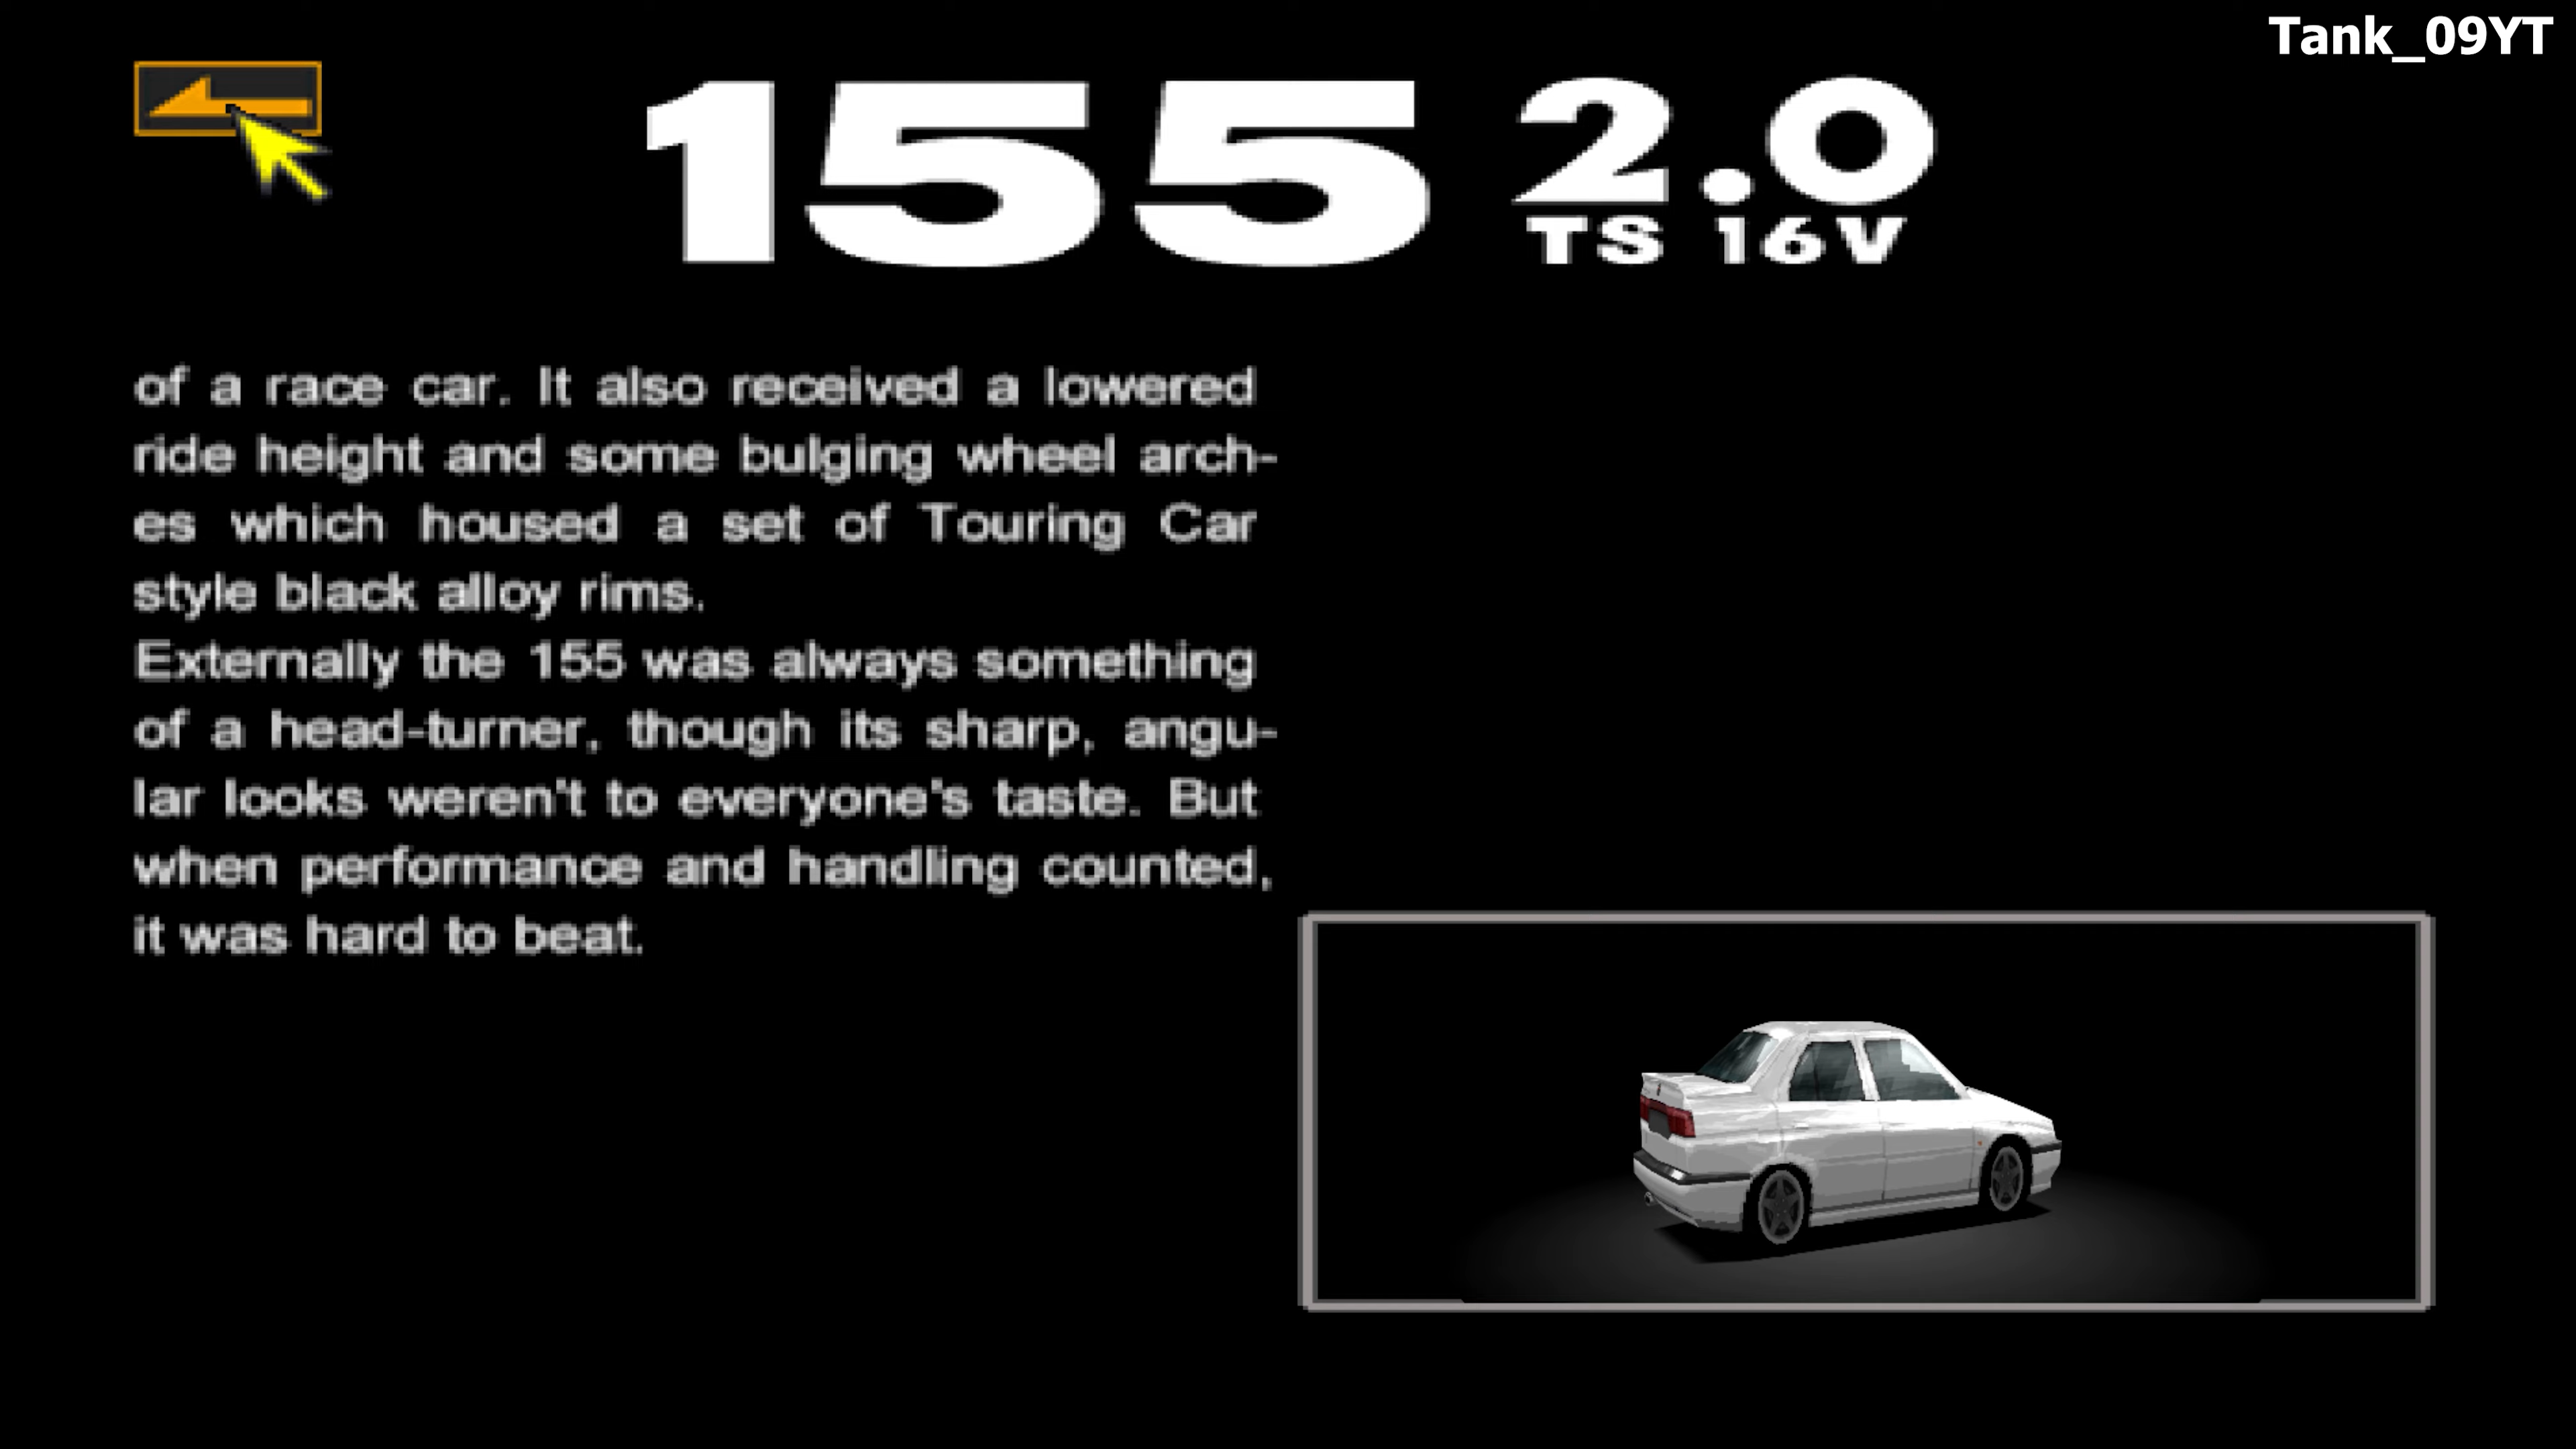 Tank_09YT
155 2.0
TS 16V
of a race car. It also received a lowered
ride height and some bulging wheel arch-
es which housed a set of Touring Car
style black alloy rims.
Externally the 155 was always something
of a head-turner, though its sharp, angu-
lar looks weren't to everyone's taste. But
when performance and handling counted,
it was hard to beat.